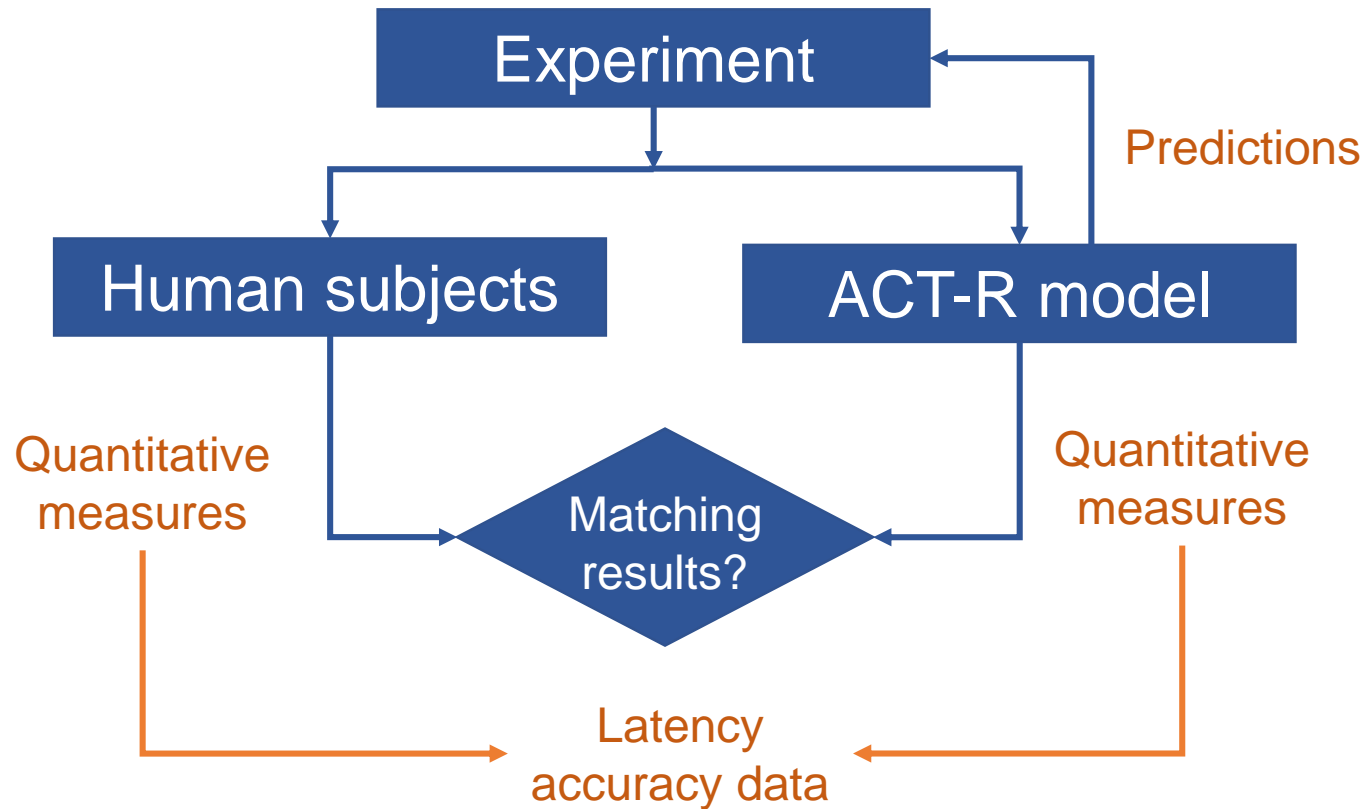 Experiment
Predictions
Human subjects
ACT-R model
Quantitative
measures
Matching
results?
Quantitative
measures
Latency
accuracy data